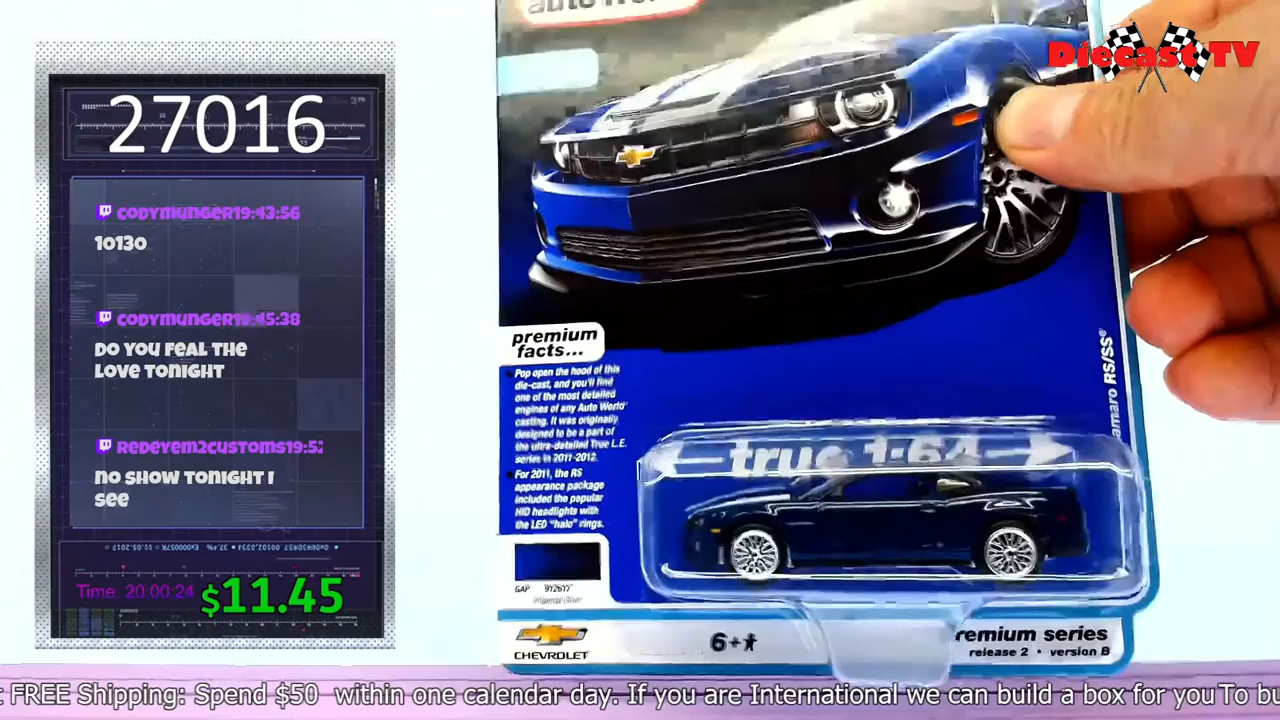 auto world
Diecast TV
27016
codymunger19:43:56
10130
codymunger19:45:38
DO YOU FEAL THE
LOVE TONIGHT
Redeyem2customs19:52
NO SHOW TONIGHT I
SEE
Time 20:00:24
$11.45
premium
facts...
Pop open the hood of this
die-cast, and you'll find
one of the most detailed
engines of any Auto World
casting. It was originally
designed to be a part of
the ultra-detailed True L.E.
series in 2011-2012.
For 2011, the RS
appearance package
included the popular
HID headlights with
the LED "halo" rings.
amaro RS/SS
true 1:64
GAP
CHEVROLET
6+
remium series
release 2 • version B
FREE Shipping: Spend $50 within one calendar day. If you are International we can build a box for you To bu